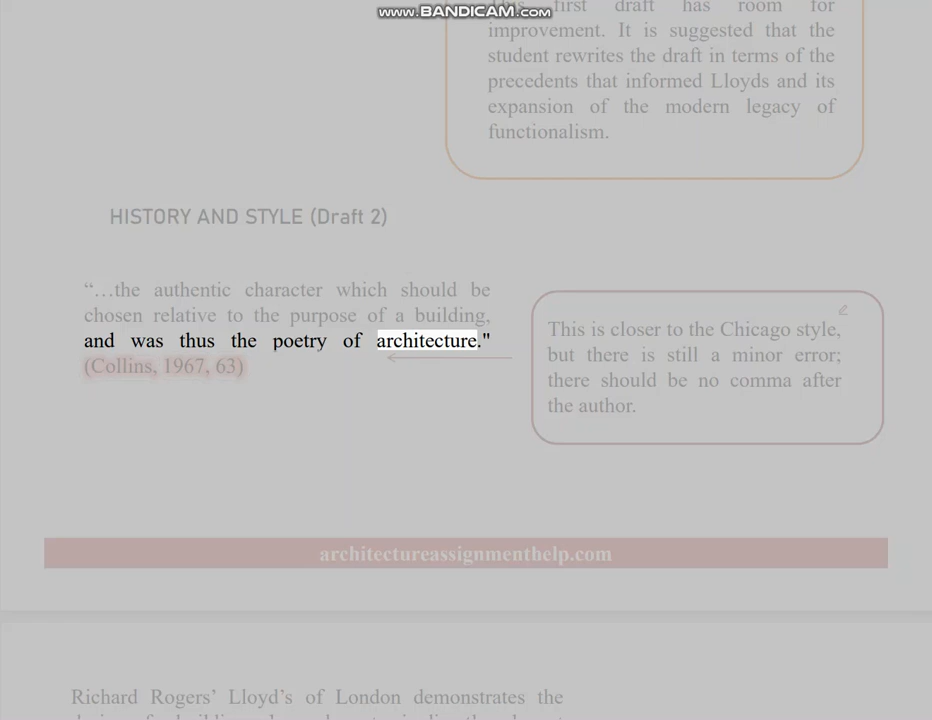 www.BANDICAM.com
This first draft has room for
improvement. It is suggested that the
student rewrites the draft in terms of the
precedents that informed Lloyds and its
expansion of the modern legacy of
functionalism.
HISTORY AND STYLE (Draft 2)
“…the authentic character which should be
chosen relative to the purpose of a building,
and was thus the poetry of architecture."
(Collins, 1967, 63)
This is closer to the Chicago style,
but there is still a minor error;
there should be no comma after
the author.
architectureassignmenthelp.com
Richard Rogers’ Lloyd’s of London demonstrates the